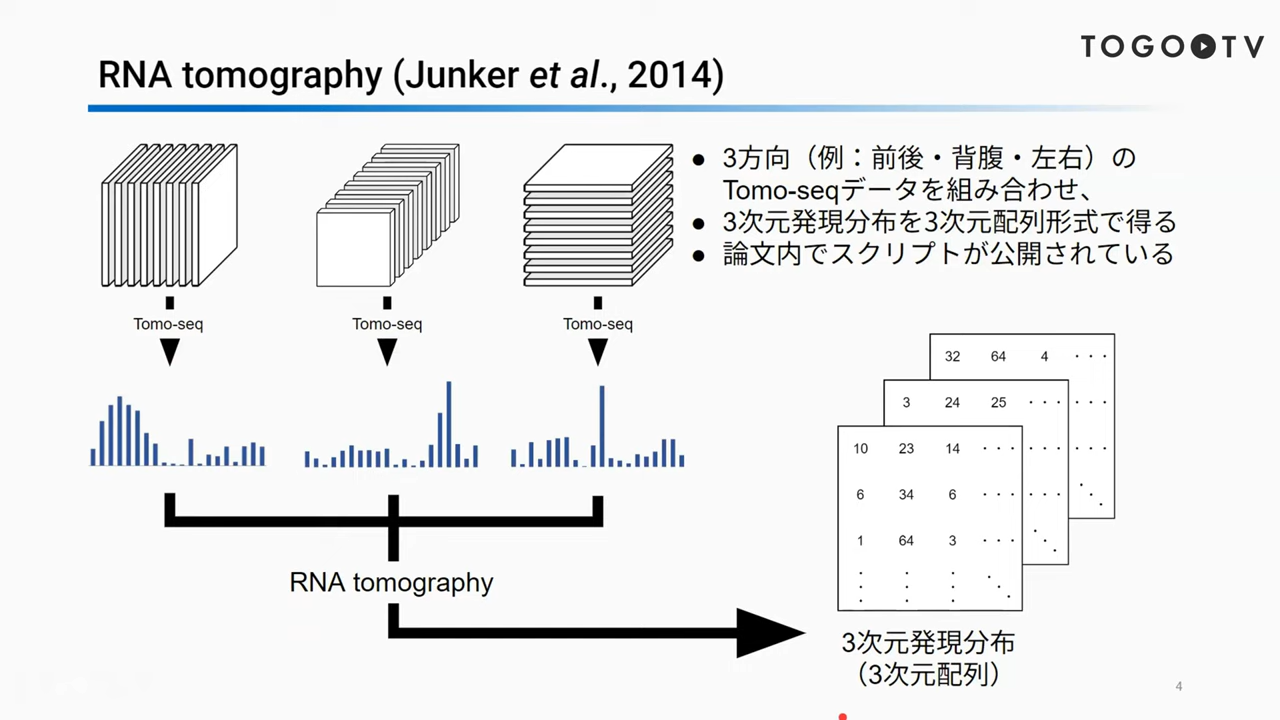 TOGO TV
RNA tomography (Junker et al., 2014)
● 3方向（例：前後・背腹・左右）の
Tomo-seqデータを組み合わせ、
● 3次元発現分布を3次元配列形式で得る
● 論文内でスクリプトが公開されている
Tomo-seq
Tomo-seq
Tomo-seq
32 64 4 ・・・
3 24 25 ・・・ ・・・
10 23 14 ・・・ ・・・ ・・・
6 34 6 ・・・ ・・・
1 64 3 ・・・
RNA tomography
3次元発現分布
（3次元配列）
4